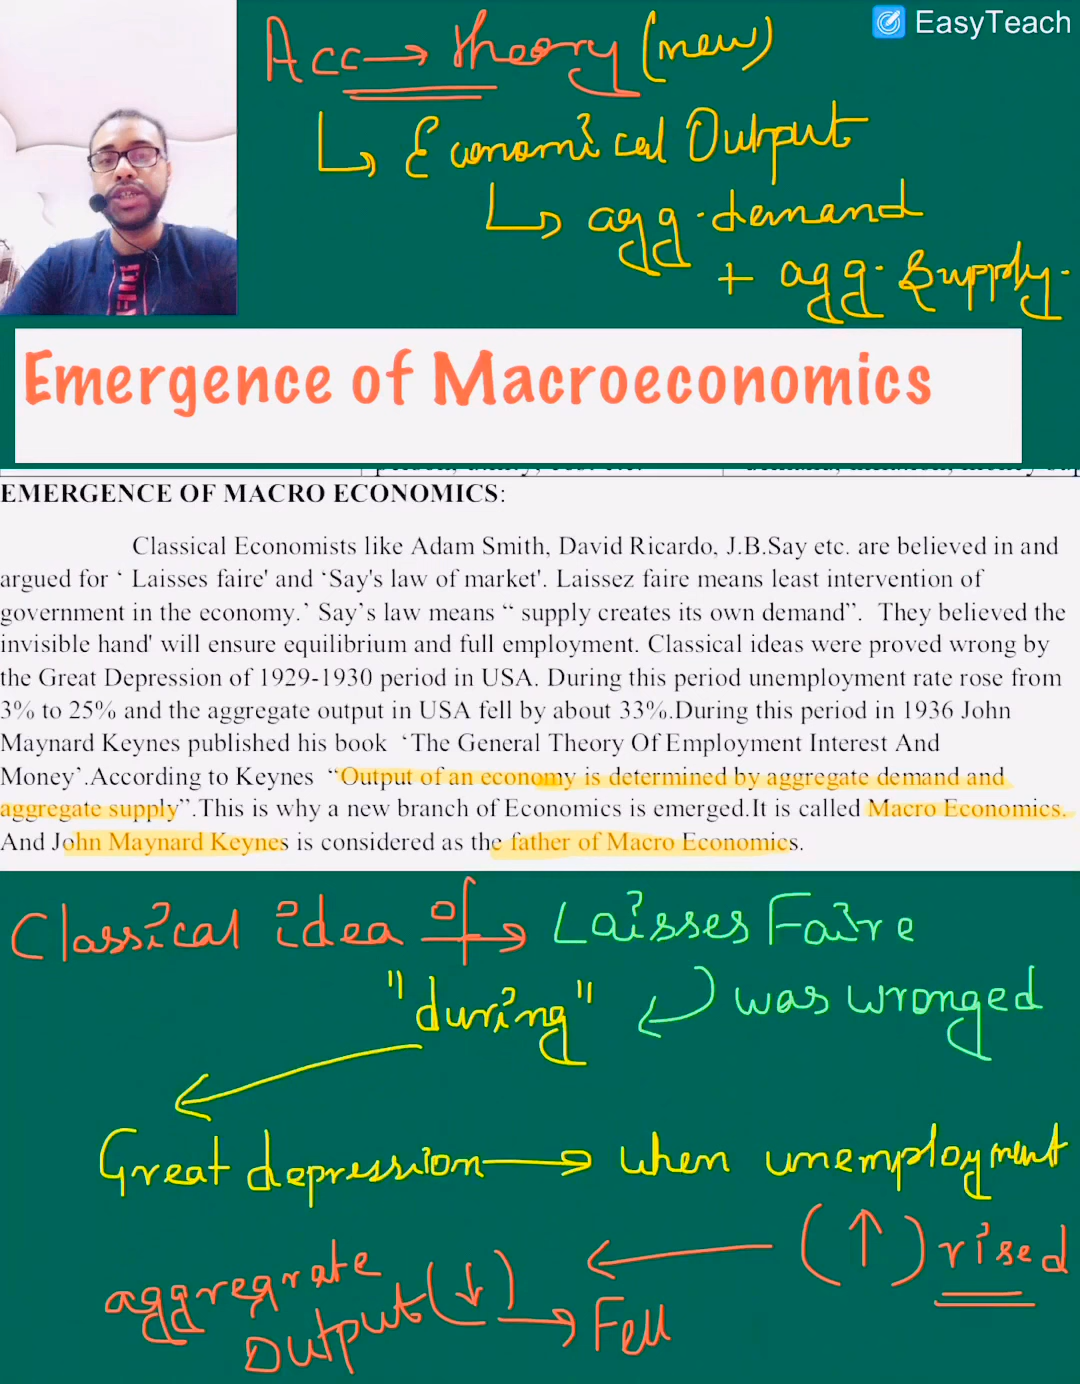 EasyTeach
Acc → theory (new)
↳ Economical Output
↳ agg. demand
+ agg. supply.
Emergence of Macroeconomics
EMERGENCE OF MACRO ECONOMICS:
Classical Economists like Adam Smith, David Ricardo, J.B.Say etc. are believed in and
argued for ‘ Laisses faire' and ‘Say's law of market'. Laissez faire means least intervention of
government in the economy.’ Say’s law means “ supply creates its own demand”. They believed the
invisible hand' will ensure equilibrium and full employment. Classical ideas were proved wrong by
the Great Depression of 1929-1930 period in USA. During this period unemployment rate rose from
3% to 25% and the aggregate output in USA fell by about 33%.During this period in 1936 John
Maynard Keynes published his book ‘The General Theory Of Employment Interest And
Money’.According to Keynes “Output of an economy is determined by aggregate demand and
aggregate supply”.This is why a new branch of Economics is emerged.It is called Macro Economics.
And John Maynard Keynes is considered as the father of Macro Economics.
Classical idea of → Laisses Faire
"during" was wronged
Great depression → when unemployment
(↑) rised
aggregrate
Output (↓) → Fell